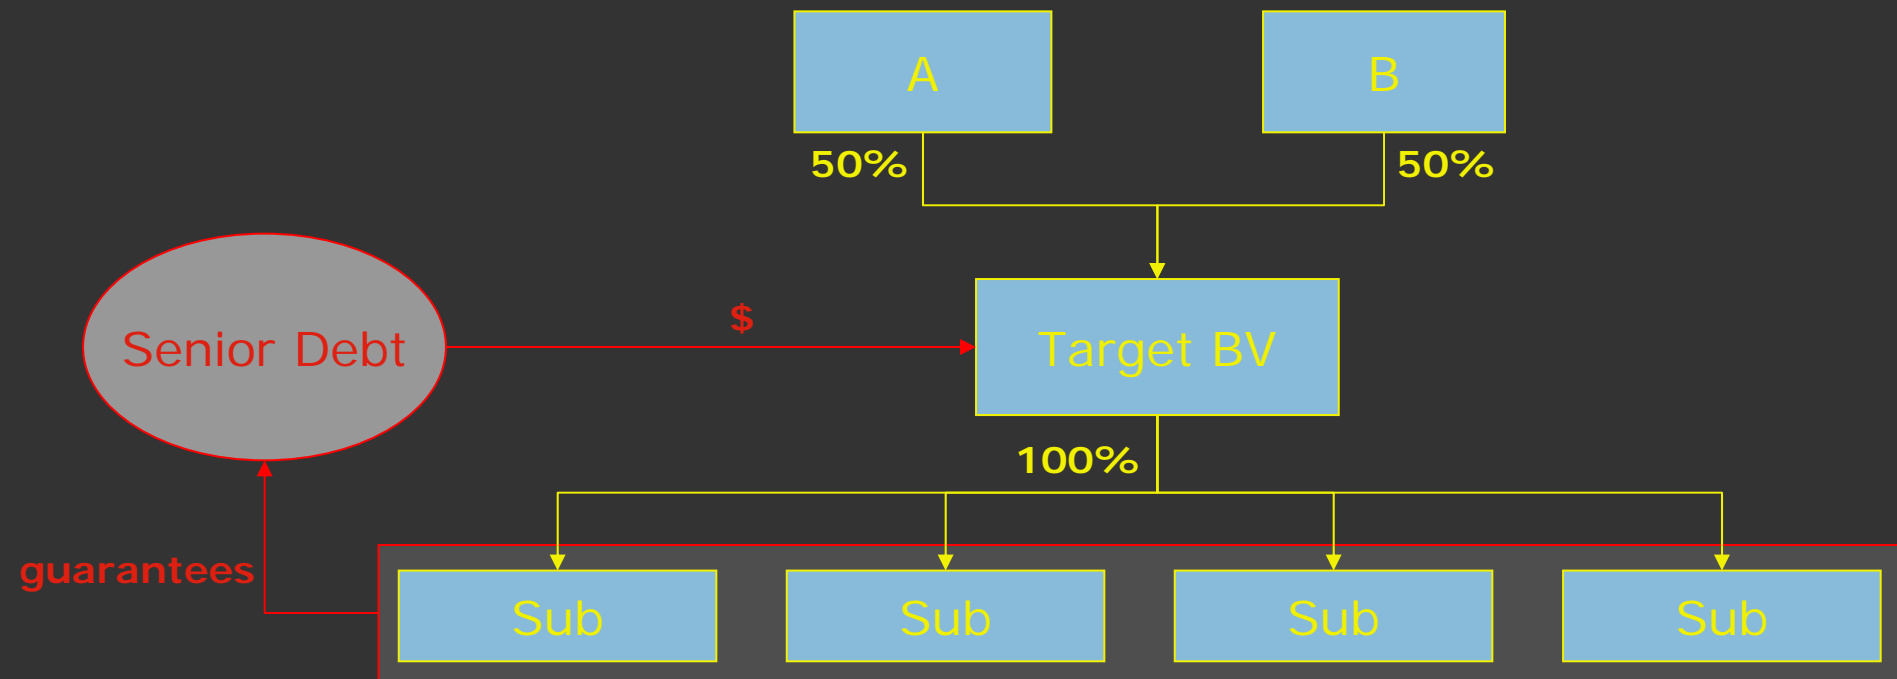 A
B
50%
50%
$
Senior Debt
Target BV
100%
guarantees
Sub
Sub
Sub
Sub